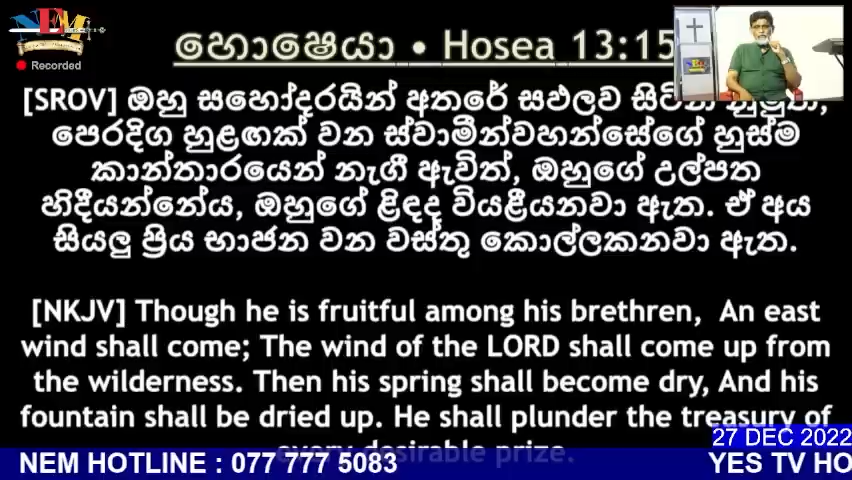 NEM
Recorded
හොෂෙයා • Hosea 13:15
[SROV] ඔහු සහෝදරයින් අතරේ සඵලව සිටින නුමුත්,
පෙරදිග හුළඟක් වන ස්වාමීන්වහන්සේගේ හුස්ම
කාන්තාරයෙන් නැගී ඇවිත්, ඔහුගේ උල්පත
හිදීයන්නේය, ඔහුගේ ළිඳද වියළීයනවා ඇත. ඒ අය
සියලු ප්‍රිය භාජන වන වස්තු කොල්ලකනවා ඇත.
[NKJV] Though he is fruitful among his brethren, An east
wind shall come; The wind of the LORD shall come up from
the wilderness. Then his spring shall become dry, And his
fountain shall be dried up. He shall plunder the treasury of
every desirable prize.
27 DEC 2022
NEM HOTLINE : 077 777 5083
YES TV HO